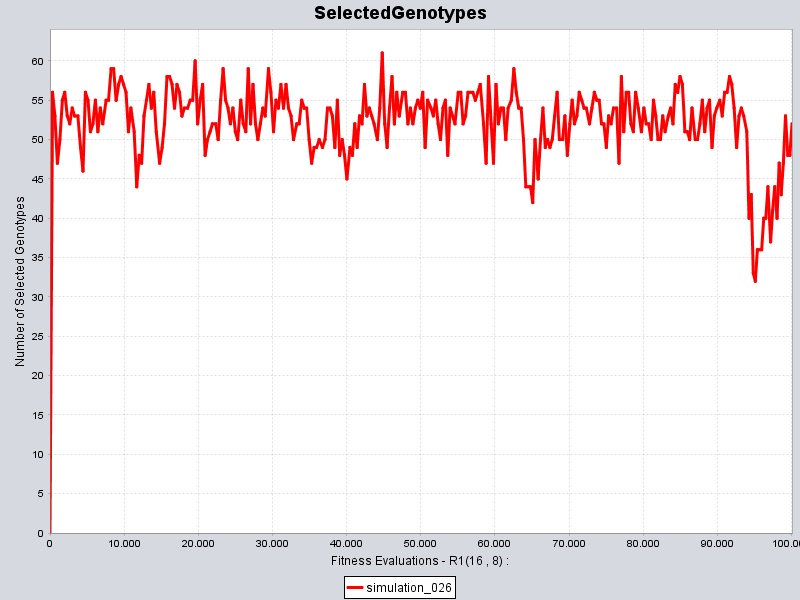 SelectedGenotypes
Number of Selected Genotypes
60
55
50
45
40
35
30
25
20
15
10
5
0
0 10.000 20.000 30.000 40.000 50.000 60.000 70.000 80.000 90.000 100.00
Fitness Evaluations - R1(16 , 8) :
simulation_026